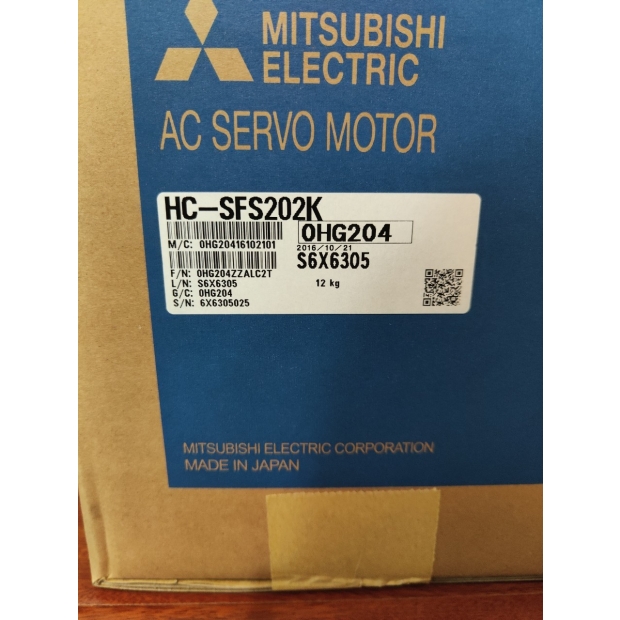 MITSUBISHI
ELECTRIC
AC SERVO MOTOR
HC-SFS202K
0HG204
M/C: 0HG20416102101
2016/10/21
S6X6305
F/N: 0HG204ZZALC2T
L/N: S6X6305
12 kg
G/C: 0HG204
S/N: 6X6305025
MITSUBISHI ELECTRIC CORPORATION
MADE IN JAPAN